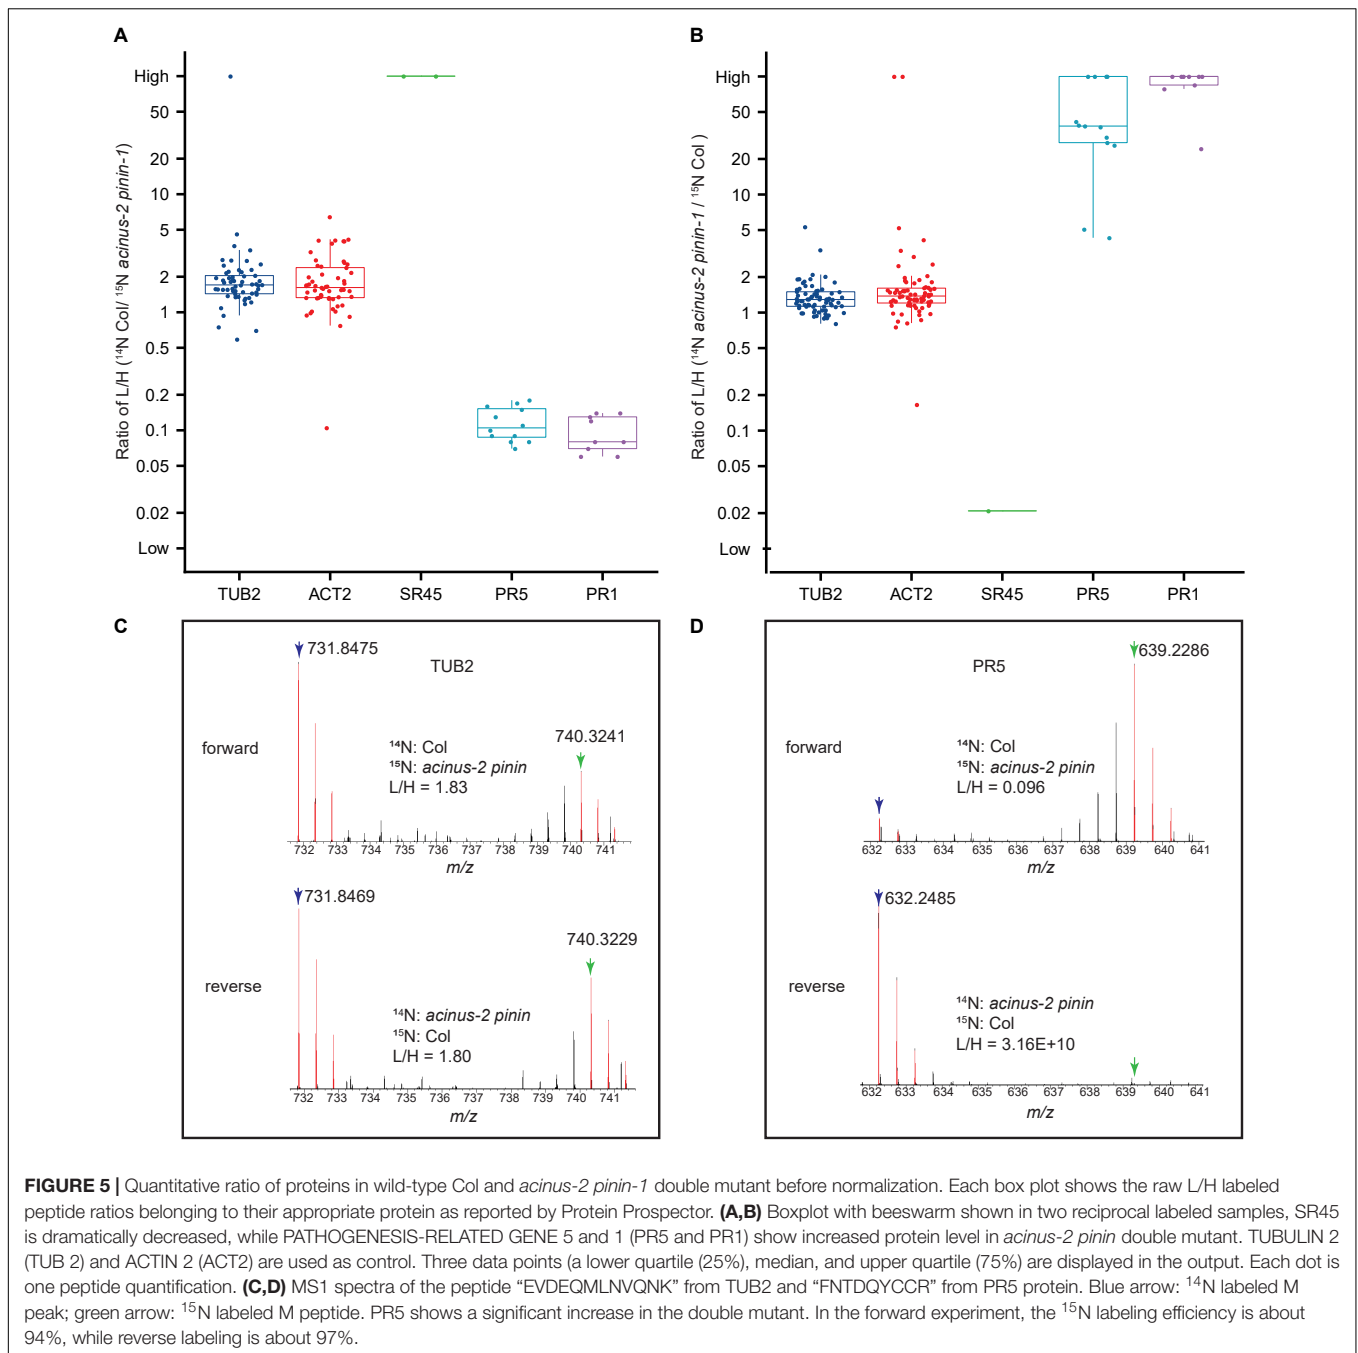 A
B
High
50
20
10
5
2
1
0.5
0.2
0.1
0.05
0.02
Low
Ratio of L/H (¹⁴N Col/ ¹⁵N acinus-2 pinin-1)
TUB2 ACT2 SR45 PR5 PR1
High
50
20
10
5
2
1
0.5
0.2
0.1
0.05
0.02
Low
Ratio of L/H (¹⁴N acinus-2 pinin-1 / ¹⁵N Col )
TUB2 ACT2 SR45 PR5 PR1
C
731.8475
TUB2
forward
740.3241
¹⁴N: Col
¹⁵N: acinus-2 pinin
L/H = 1.83
732 733 734 735 736 737 738 739 740 741
m/z
731.8469
740.3229
reverse
¹⁴N: acinus-2 pinin
¹⁵N: Col
L/H = 1.80
732 733 734 735 736 737 738 739 740 741
m/z
D
639.2286
PR5
forward
¹⁴N: Col
¹⁵N: acinus-2 pinin
L/H = 0.096
632 633 634 635 636 637 638 639 640 641
m/z
632.2485
reverse
¹⁴N: acinus-2 pinin
¹⁵N: Col
L/H = 3.16E+10
632 633 634 635 636 637 638 639 640 641
m/z
FIGURE 5 | Quantitative ratio of proteins in wild-type Col and acinus-2 pinin-1 double mutant before normalization. Each box plot shows the raw L/H labeled
peptide ratios belonging to their appropriate protein as reported by Protein Prospector. (A,B) Boxplot with beeswarm shown in two reciprocal labeled samples, SR45
is dramatically decreased, while PATHOGENESIS-RELATED GENE 5 and 1 (PR5 and PR1) show increased protein level in acinus-2 pinin double mutant. TUBULIN 2
(TUB 2) and ACTIN 2 (ACT2) are used as control. Three data points (a lower quartile (25%), median, and upper quartile (75%) are displayed in the output. Each dot is
one peptide quantification. (C,D) MS1 spectra of the peptide “EVDEQMLNVQNK” from TUB2 and “FNTDQYCCR” from PR5 protein. Blue arrow: ¹⁴N labeled M
peak; green arrow: ¹⁵N labeled M peptide. PR5 shows a significant increase in the double mutant. In the forward experiment, the ¹⁵N labeling efficiency is about
94%, while reverse labeling is about 97%.